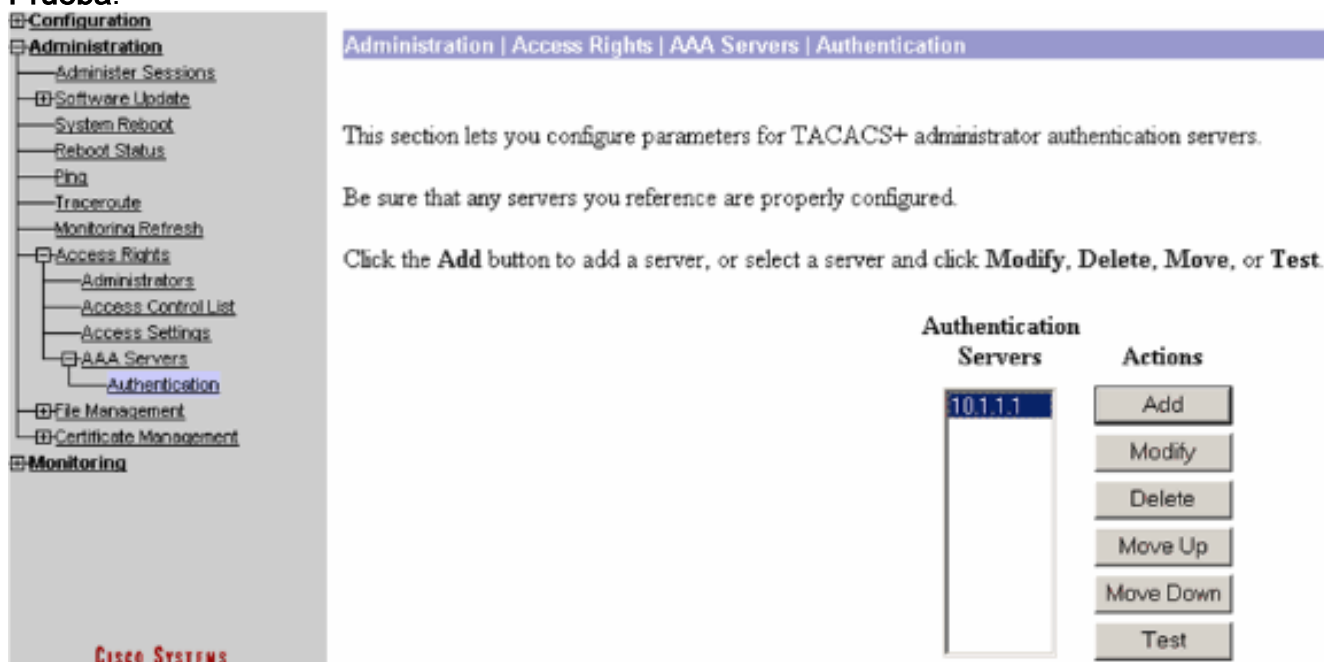 Prueba.
Configuration
Administration
Administer Sessions
Software Update
System Reboot
Reboot Status
Ping
Traceroute
Monitoring Refresh
Access Rights
Administrators
Access Control List
Access Settings
AAA Servers
Authentication
File Management
Certificate Management
Monitoring
CISCO SYSTEMS
Administration | Access Rights | AAA Servers | Authentication
This section lets you configure parameters for TACACS+ administrator authentication servers.
Be sure that any servers you reference are properly configured.
Click the Add button to add a server, or select a server and click Modify, Delete, Move, or Test.
Authentication
Servers
Actions
10.1.1.1
Add
Modify
Delete
Move Up
Move Down
Test